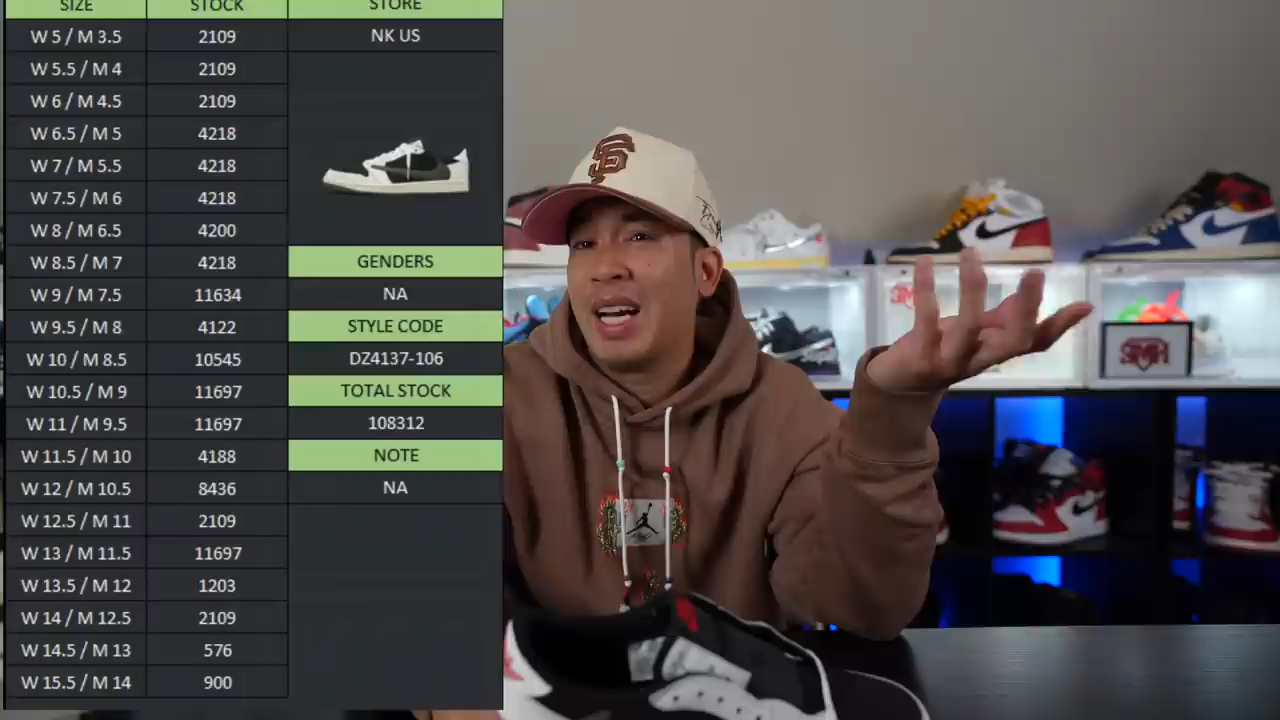 SIZE STOCK STORE
W 5 / M 3.5 2109 NK US
W 5.5 / M 4 2109
W 6 / M 4.5 2109
W 6.5 / M 5 4218
W 7 / M 5.5 4218
W 7.5 / M 6 4218
W 8 / M 6.5 4200
W 8.5 / M 7 4218 GENDERS
W 9 / M 7.5 11634 NA
W 9.5 / M 8 4122 STYLE CODE
W 10 / M 8.5 10545 DZ4137-106
W 10.5 / M 9 11697 TOTAL STOCK
W 11 / M 9.5 11697 108312
W 11.5 / M 10 4188 NOTE
W 12 / M 10.5 8436 NA
W 12.5 / M 11 2109
W 13 / M 11.5 11697
W 13.5 / M 12 1203
W 14 / M 12.5 2109
W 14.5 / M 13 576
W 15.5 / M 14 900
SF
SMH